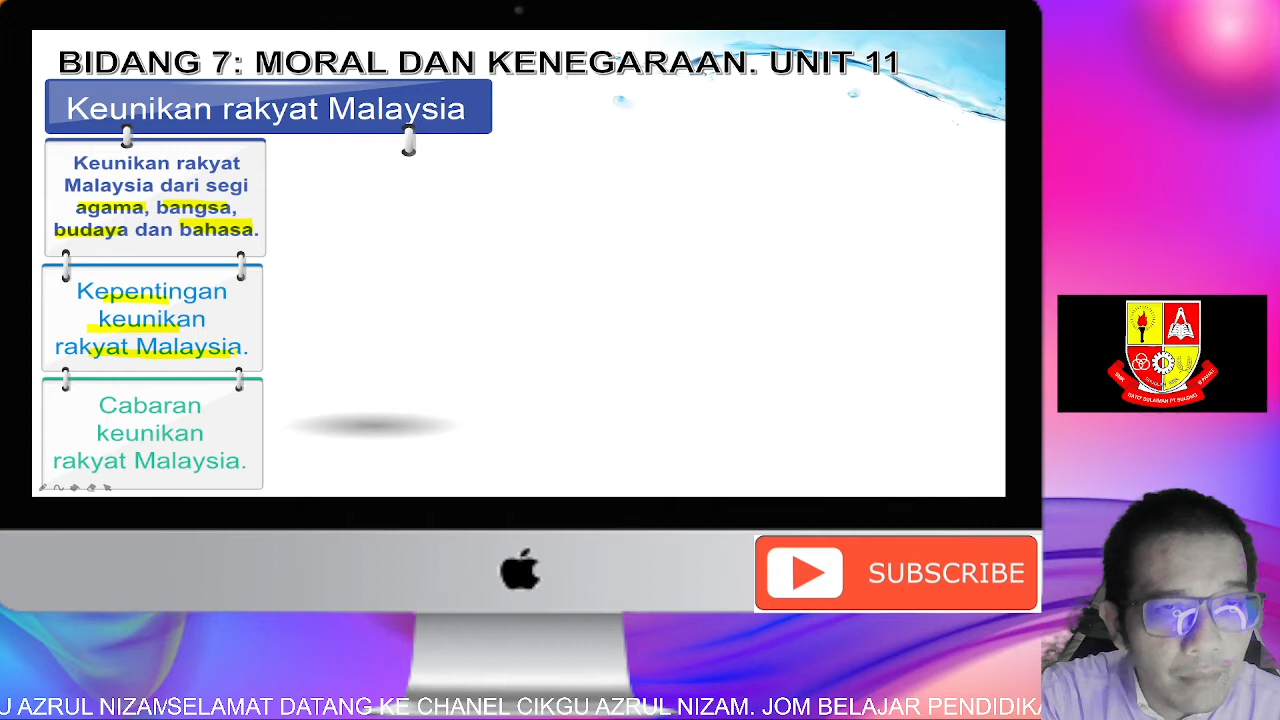 BIDANG 7: MORAL DAN KENEGARAAN. UNIT 11
Keunikan rakyat Malaysia
Keunikan rakyat
Malaysia dari segi
agama, bangsa,
budaya dan bahasa.
Kepentingan
keunikan
rakyat Malaysia.
Cabaran
keunikan
rakyat Malaysia.
SUBSCRIBE
U AZRUL NIZAMSELAMAT DATANG KE CHANEL CIKGU AZRUL NIZAM. JOM BELAJAR PENDIDIKA